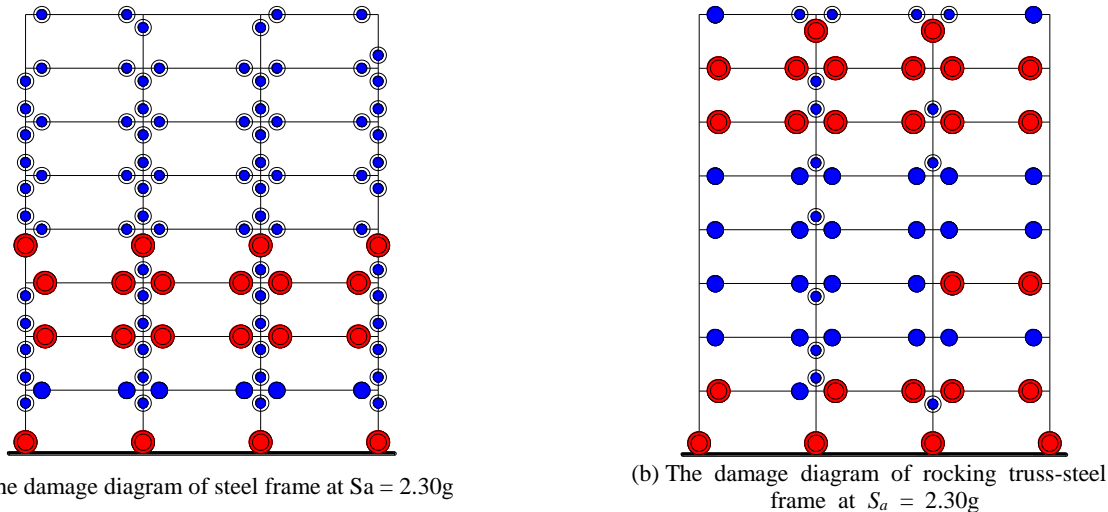 ne damage diagram of steel frame at Sa = 2.30g
(b) The damage diagram of rocking truss-steel
frame at Sₐ = 2.30g